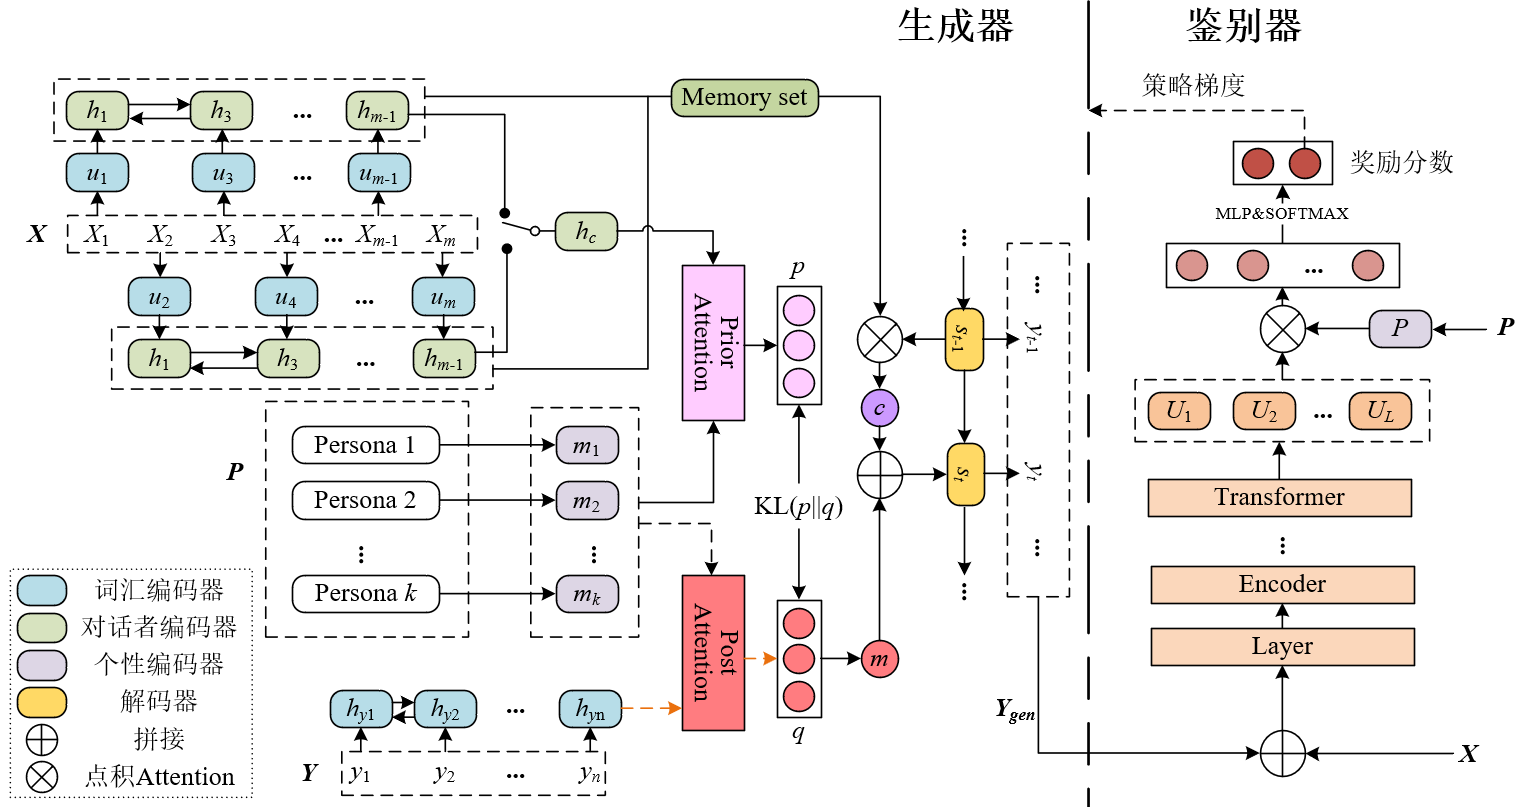 生成器
鉴别器
策略梯度
h1 h3 ... hm-1
Memory set
奖励分数
u1 u3 ... um-1
MLP&SOFTMAX
X X1 X2 X3 X4 ... Xm-1 Xm
hc
...
...
u2 u4 ... um
h1 h3 ... hm-1
Prior Attention
p
st-1
...
yt-1
P P
c
U1 U2 ... UL
P
Persona 1 m1
Persona 2 m2
... ...
Persona k mk
KL(p||q)
st
yt
...
...
Transformer
...
Encoder
Layer
Post Attention
m
q
hy1 hy2 ... hyn
Y y1 y2 ... yn
Ygen
X
词汇编码器
对话者编码器
个性编码器
解码器
拼接
点积Attention